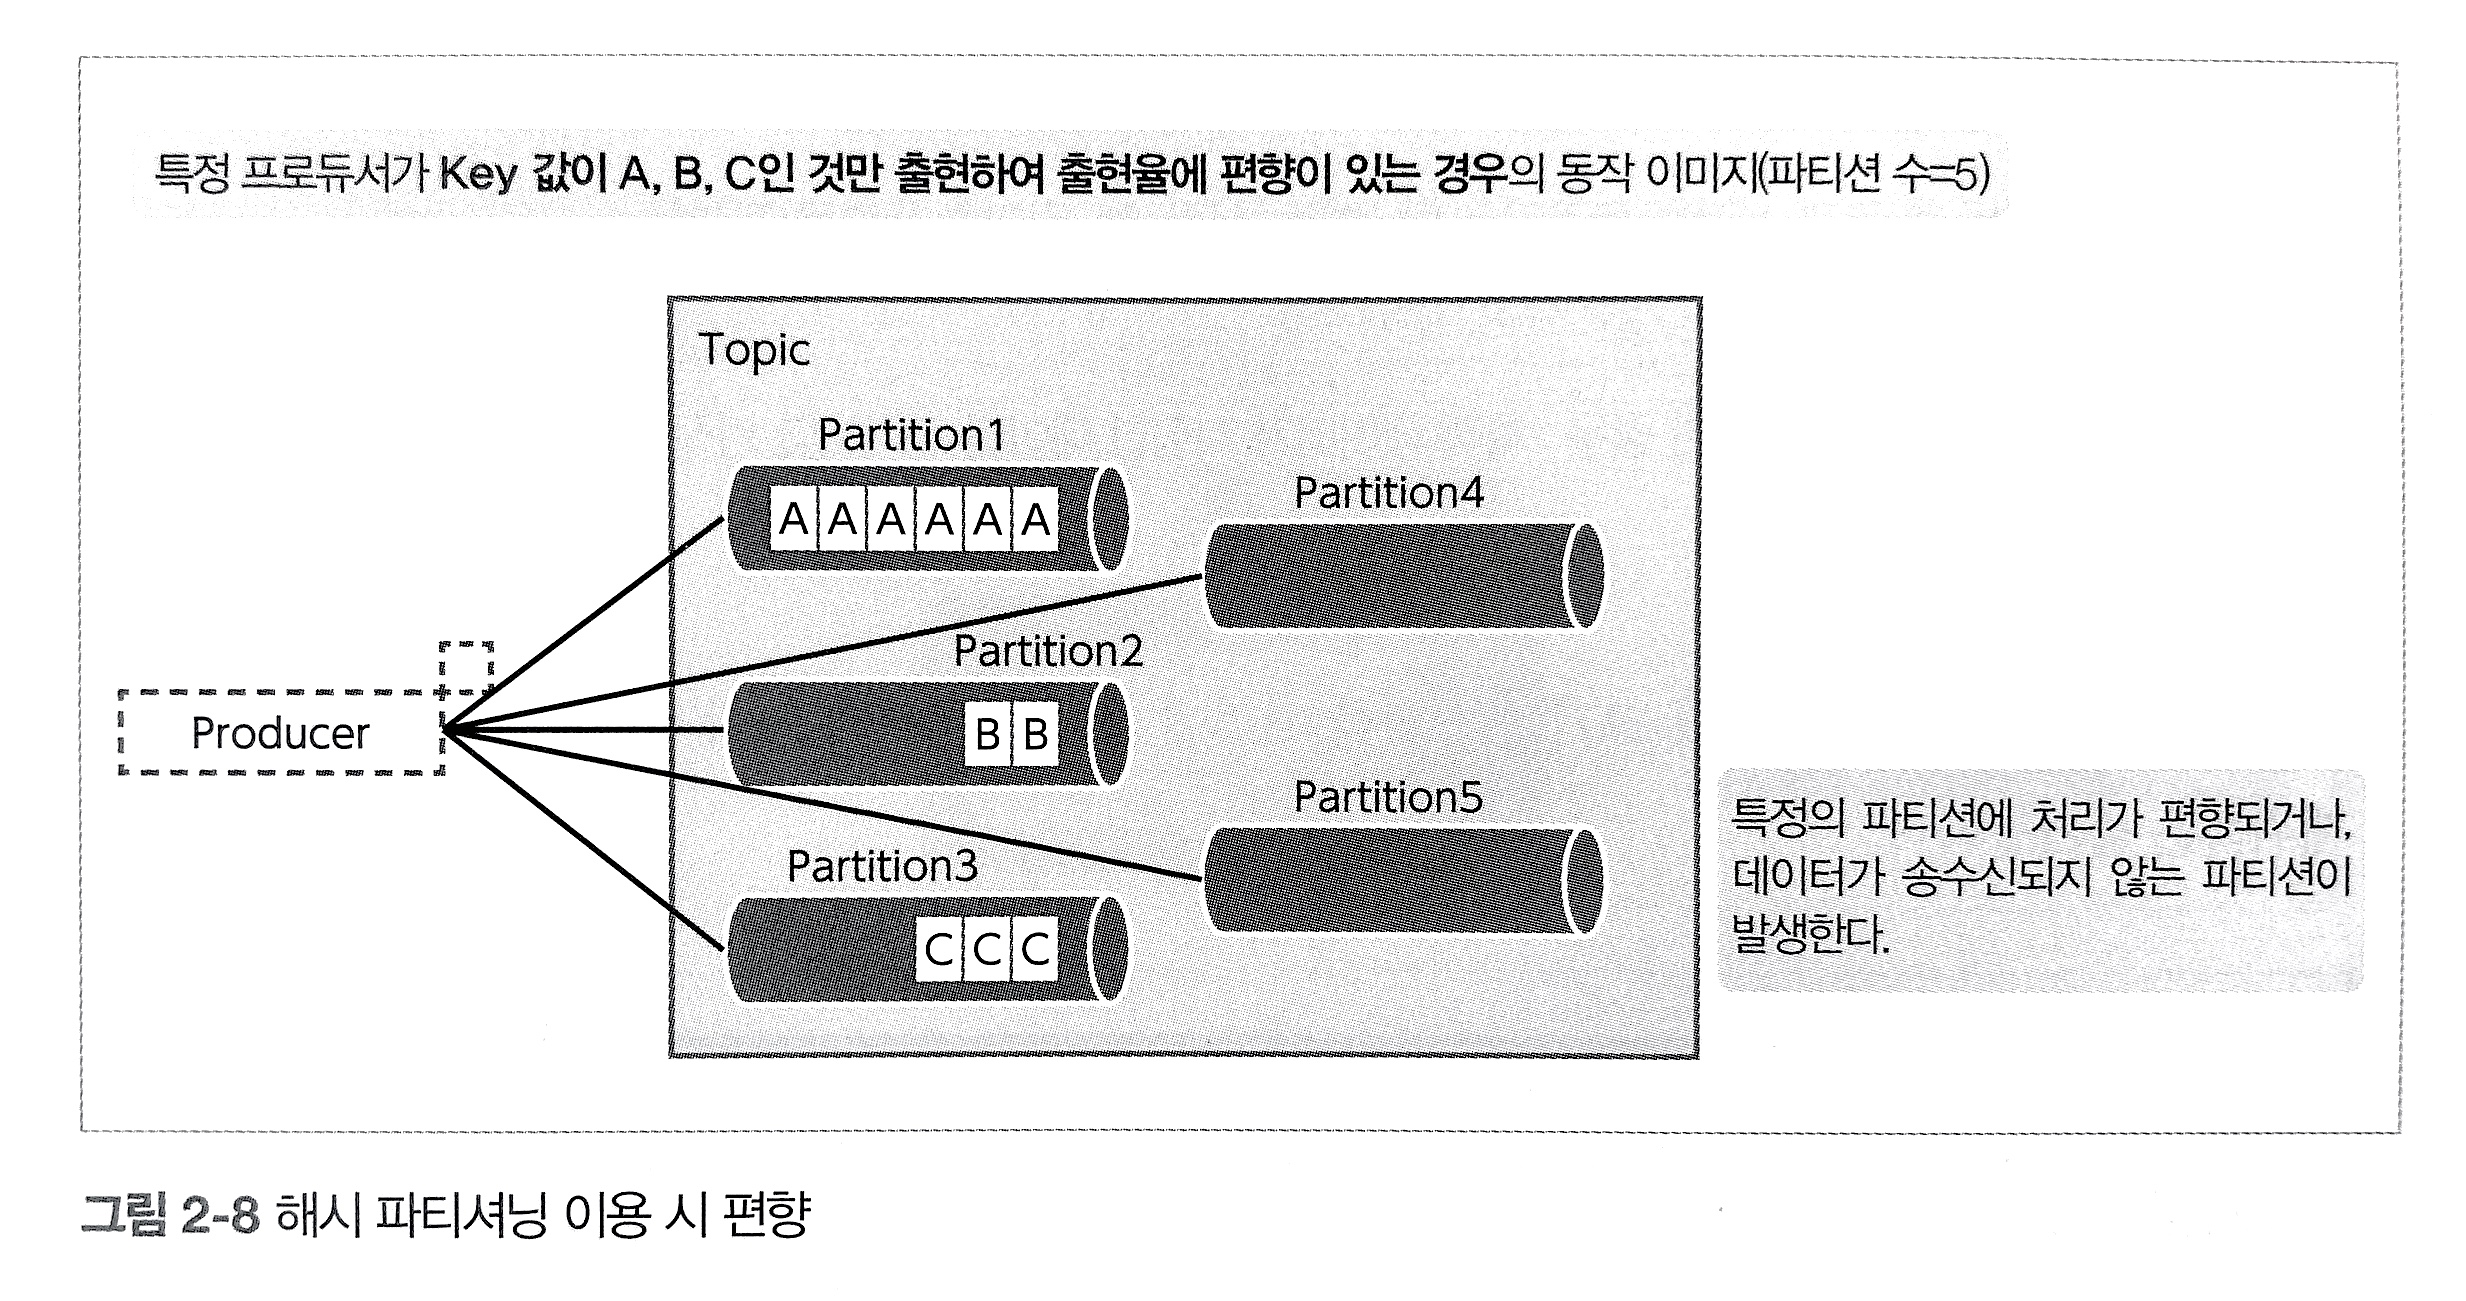 특정 프로듀서가 Key 값이 A, B, C인 것만 출현하여 출현율에 편향이 있는 경우의 동작 이미지(파티션 수=5)
Topic
Partition1
A A A A A A
Partition4
Partition2
Producer
B B
Partition5
특정의 파티션에 처리가 편향되거나,
데이터가 송수신되지 않는 파티션이
발생한다.
Partition3
C C C
그림 2-8 해시 파티셔닝 이용 시 편향